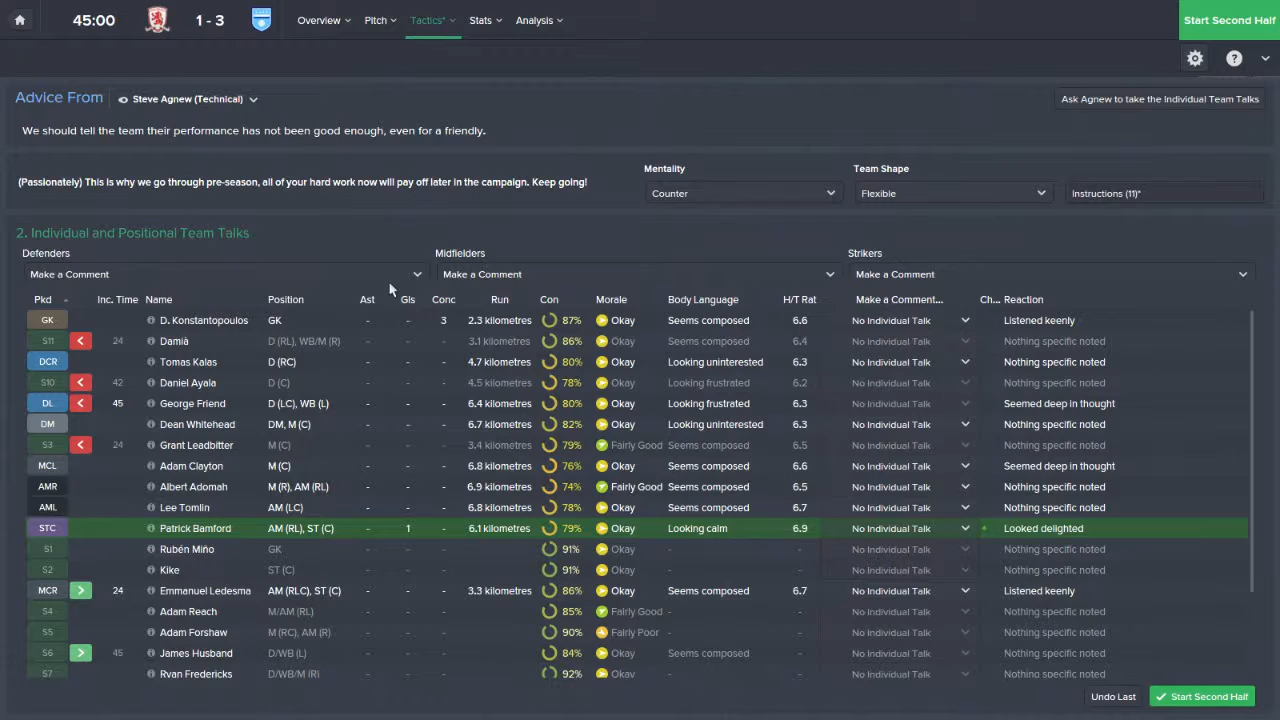 45:00 1 - 3 Overview Pitch Tactics* Stats Analysis Start Second Half
?
Advice From Steve Agnew (Technical) Ask Agnew to take the Individual Team Talks
We should tell the team their performance has not been good enough, even for a friendly.
Mentality Team Shape
(Passionately) This is why we go through pre-season, all of your hard work now will pay off later in the campaign. Keep going! Counter Flexible Instructions (11)*
2. Individual and Positional Team Talks
Defenders Midfielders Strikers
Make a Comment Make a Comment Make a Comment
Pkd Inc. Time Name Position Ast Gls Conc Run Con Morale Body Language H/T Rat Make a Comment... Ch... Reaction
GK D. Konstantopoulos GK - - 3 2.3 kilometres 87% Okay Seems composed 6.6 No Individual Talk Listened keenly
S11 24 Damià D (RL), WB/M (R) - - - 3.1 kilometres 86% Okay Seems composed 6.4 No Individual Talk Nothing specific noted
DCR Tomas Kalas D (RC) - - - 4.7 kilometres 80% Okay Looking uninterested 6.3 No Individual Talk Nothing specific noted
S10 42 Daniel Ayala D (C) - - - 4.5 kilometres 78% Okay Looking frustrated 6.2 No Individual Talk Nothing specific noted
DL 45 George Friend D (LC), WB (L) - - - 6.4 kilometres 80% Okay Looking frustrated 6.3 No Individual Talk Seemed deep in thought
DM Dean Whitehead DM, M (C) - - - 6.7 kilometres 82% Okay Looking uninterested 6.3 No Individual Talk Nothing specific noted
S3 24 Grant Leadbitter M (C) - - - 3.4 kilometres 79% Fairly Good Seems composed 6.5 No Individual Talk Nothing specific noted
MCL Adam Clayton M (C) - - - 6.8 kilometres 76% Okay Seems composed 6.6 No Individual Talk Seemed deep in thought
AMR Albert Adomah M (R), AM (RL) - - - 6.9 kilometres 74% Fairly Good Seems composed 6.5 No Individual Talk Nothing specific noted
AML Lee Tomlin AM (LC) - - - 6.8 kilometres 78% Okay Seems composed 6.7 No Individual Talk Nothing specific noted
STC Patrick Bamford AM (RL), ST (C) - 1 - 6.1 kilometres 79% Okay Looking calm 6.9 No Individual Talk Looked delighted
S1 Rubén Miño GK - - - 91% Okay - - No Individual Talk Nothing specific noted
S2 Kike ST (C) - - - 91% Okay - - No Individual Talk Nothing specific noted
MCR 24 Emmanuel Ledesma AM (RLC), ST (C) - - - 3.3 kilometres 86% Okay Seems composed 6.7 No Individual Talk Listened keenly
S4 Adam Reach M/AM (RL) - - - 85% Fairly Good - - No Individual Talk Nothing specific noted
S5 Adam Forshaw M (RC), AM (R) - - - 90% Fairly Poor - - No Individual Talk Nothing specific noted
S6 45 James Husband D/WB (L) - - - 84% Okay Seems composed - No Individual Talk Nothing specific noted
S7 Ryan Fredericks D/WB/M (R) - - - 92% Okay - - No Individual Talk Nothing specific noted
Undo Last Start Second Half